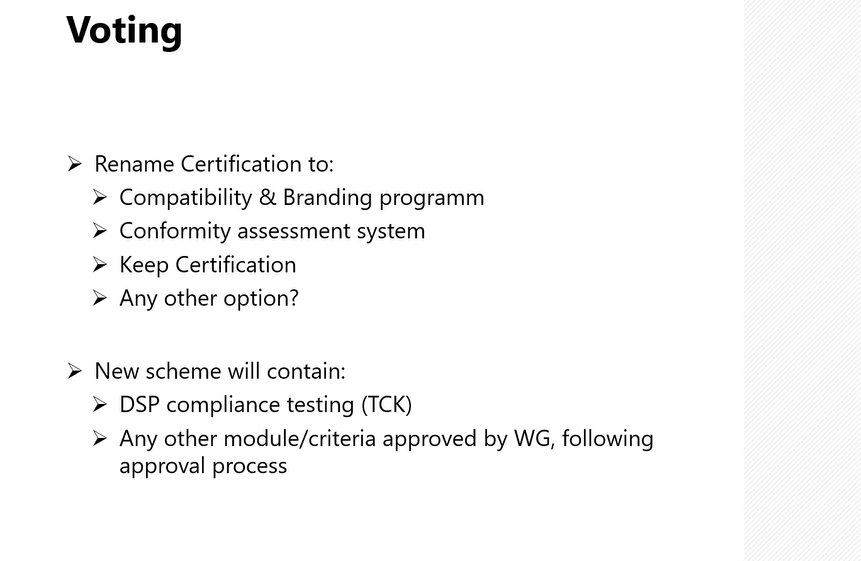 Voting
➢ Rename Certification to:
➢ Compatibility & Branding programm
➢ Conformity assessment system
➢ Keep Certification
➢ Any other option?
➢ New scheme will contain:
➢ DSP compliance testing (TCK)
➢ Any other module/criteria approved by WG, following
approval process